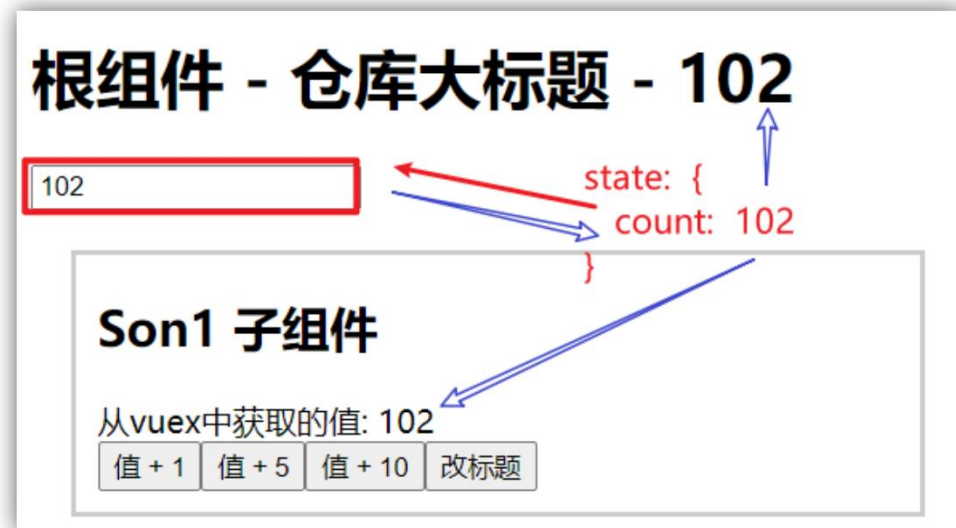 根组件 - 仓库大标题 - 102
102
state: {
count: 102
}
Son1 子组件
从vuex中获取的值: 102
值 + 1 值 + 5 值 + 10 改标题